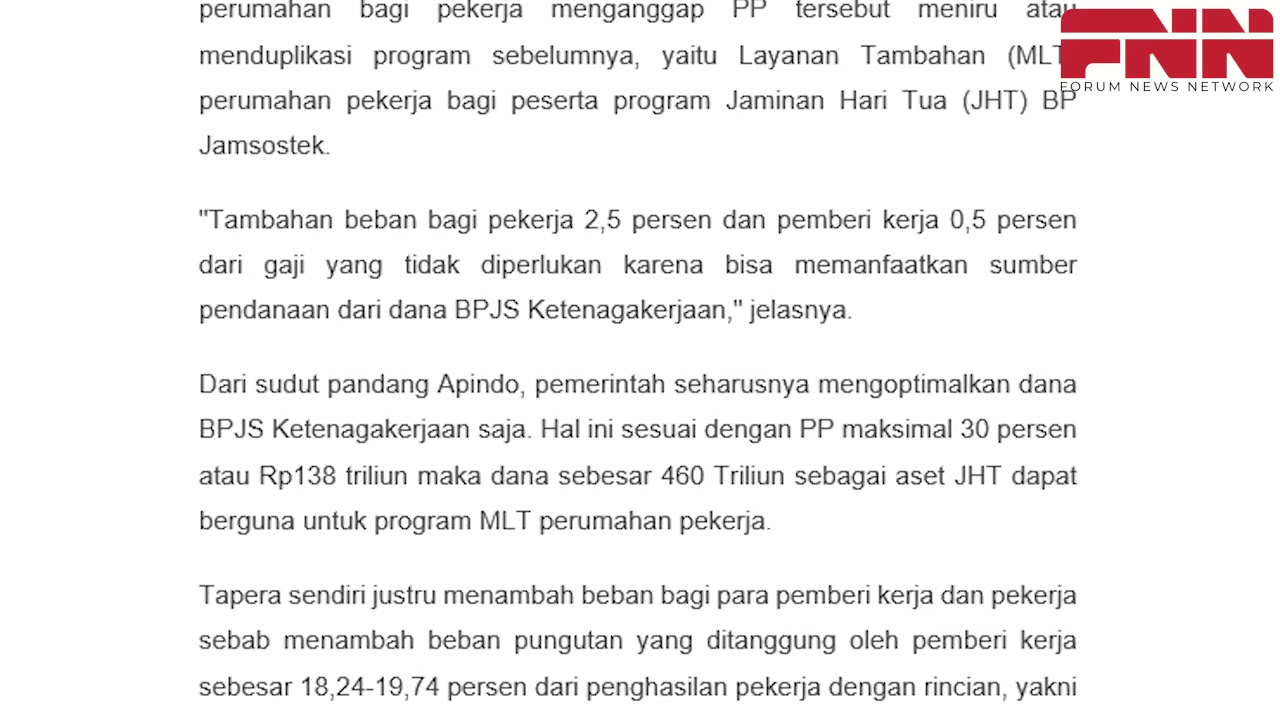 perumahan bagi pekerja menganggap PP tersebut meniru atau
menduplikasi program sebelumnya, yaitu Layanan Tambahan (MLT)
perumahan pekerja bagi peserta program Jaminan Hari Tua (JHT) BP
Jamsostek.
"Tambahan beban bagi pekerja 2,5 persen dan pemberi kerja 0,5 persen
dari gaji yang tidak diperlukan karena bisa memanfaatkan sumber
pendanaan dari dana BPJS Ketenagakerjaan," jelasnya.
Dari sudut pandang Apindo, pemerintah seharusnya mengoptimalkan dana
BPJS Ketenagakerjaan saja. Hal ini sesuai dengan PP maksimal 30 persen
atau Rp138 triliun maka dana sebesar 460 Triliun sebagai aset JHT dapat
berguna untuk program MLT perumahan pekerja.
Tapera sendiri justru menambah beban bagi para pemberi kerja dan pekerja
sebab menambah beban pungutan yang ditanggung oleh pemberi kerja
sebesar 18,24-19,74 persen dari penghasilan pekerja dengan rincian, yakni
FNN
FORUM NEWS NETWORK